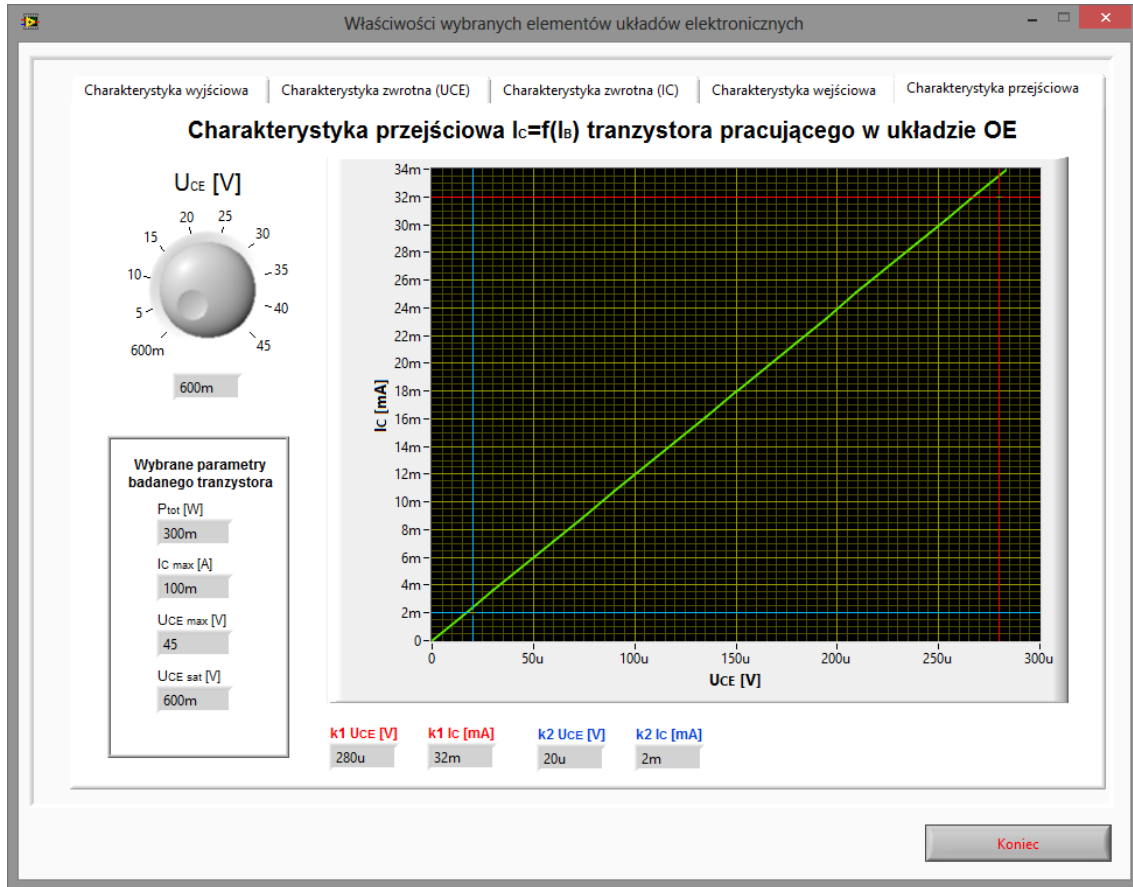 Właściwości wybranych elementów układów elektronicznych
Charakterystyka wyjściowa
Charakterystyka zwrotna (UCE)
Charakterystyka zwrotna (IC)
Charakterystyka wejściowa
Charakterystyka przejściowa
Charakterystyka przejściowa Ic=f(IB) tranzystora pracującego w układzie OE
UCE [V]
600m
5
10
15
20
25
30
35
40
45
600m
Wybrane parametry
badanego tranzystora
Ptot [W]
300m
IC max [A]
100m
UCE max [V]
45
UCE sat [V]
600m
Ic [mA]
34m
32m
30m
28m
26m
24m
22m
20m
18m
16m
14m
12m
10m
8m
6m
4m
2m
0
0
50u
100u
150u
200u
250u
300u
UCE [V]
k1 UCE [V]
280u
k1 Ic [mA]
32m
k2 UCE [V]
20u
k2 Ic [mA]
2m
Koniec